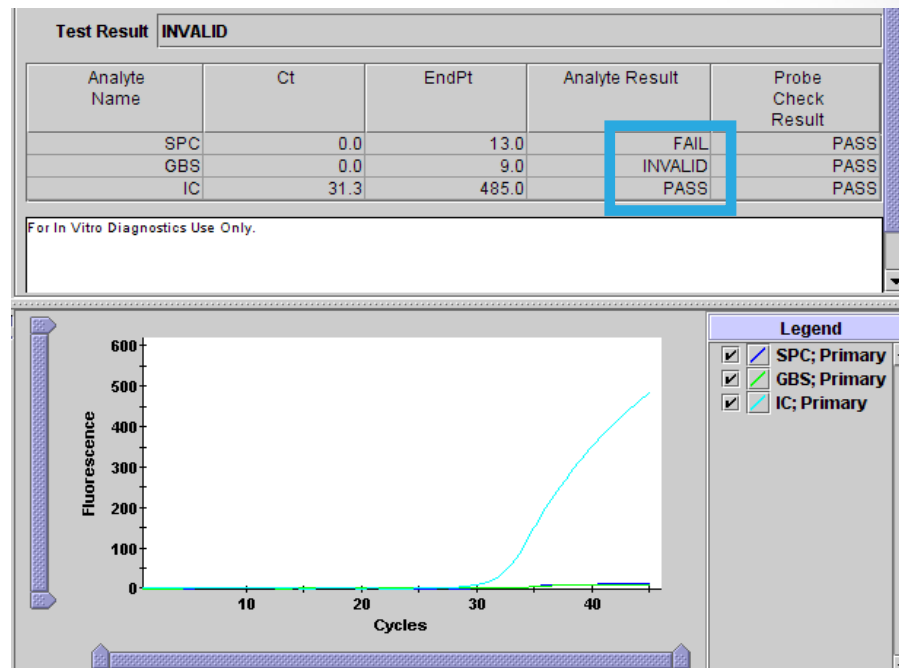 Test Result INVALID
Analyte Name Ct EndPt Analyte Result Probe Check Result
SPC 0.0 13.0 FAIL PASS
GBS 0.0 9.0 INVALID PASS
IC 31.3 485.0 PASS PASS
For In Vitro Diagnostics Use Only.
600
500
400
300
200
100
0
Fluorescence
10 20 30 40
Cycles
Legend
SPC; Primary
GBS; Primary
IC; Primary